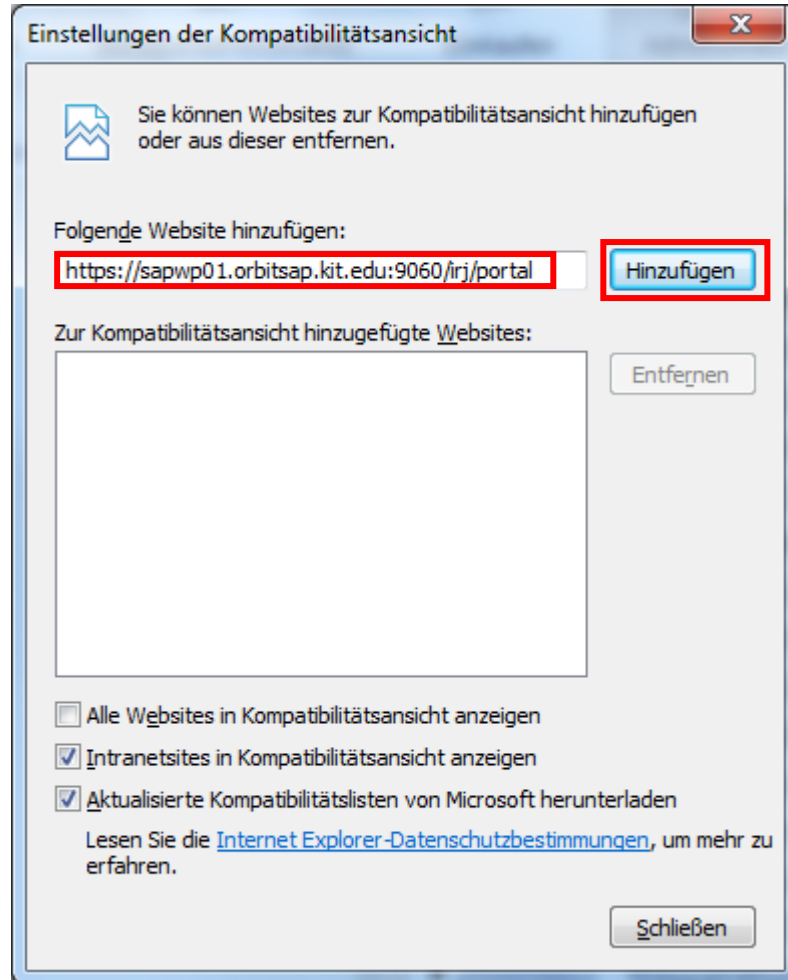 Einstellungen der Kompatibilitätsansicht
Sie können Websites zur Kompatibilitätsansicht hinzufügen
oder aus dieser entfernen.
Folgende Website hinzufügen:
https://sapwp01.orbitsap.kit.edu:9060/irj/portal
Hinzufügen
Zur Kompatibilitätsansicht hinzugefügte Websites:
Entfernen
Alle Websites in Kompatibilitätsansicht anzeigen
Intranetsites in Kompatibilitätsansicht anzeigen
Aktualisierte Kompatibilitätslisten von Microsoft herunterladen
Lesen Sie die Internet Explorer-Datenschutzbestimmungen, um mehr zu
erfahren.
Schließen